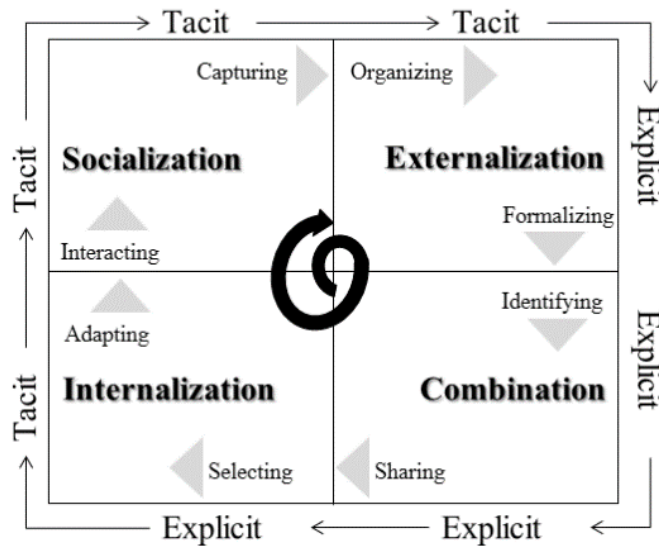 Tacit
Tacit
Capturing
Organizing
Tacit
Socialization
Externalization
Explicit
Interacting
Formalizing
Adapting
Identifying
Tacit
Internalization
Combination
Explicit
Selecting
Sharing
Explicit
Explicit